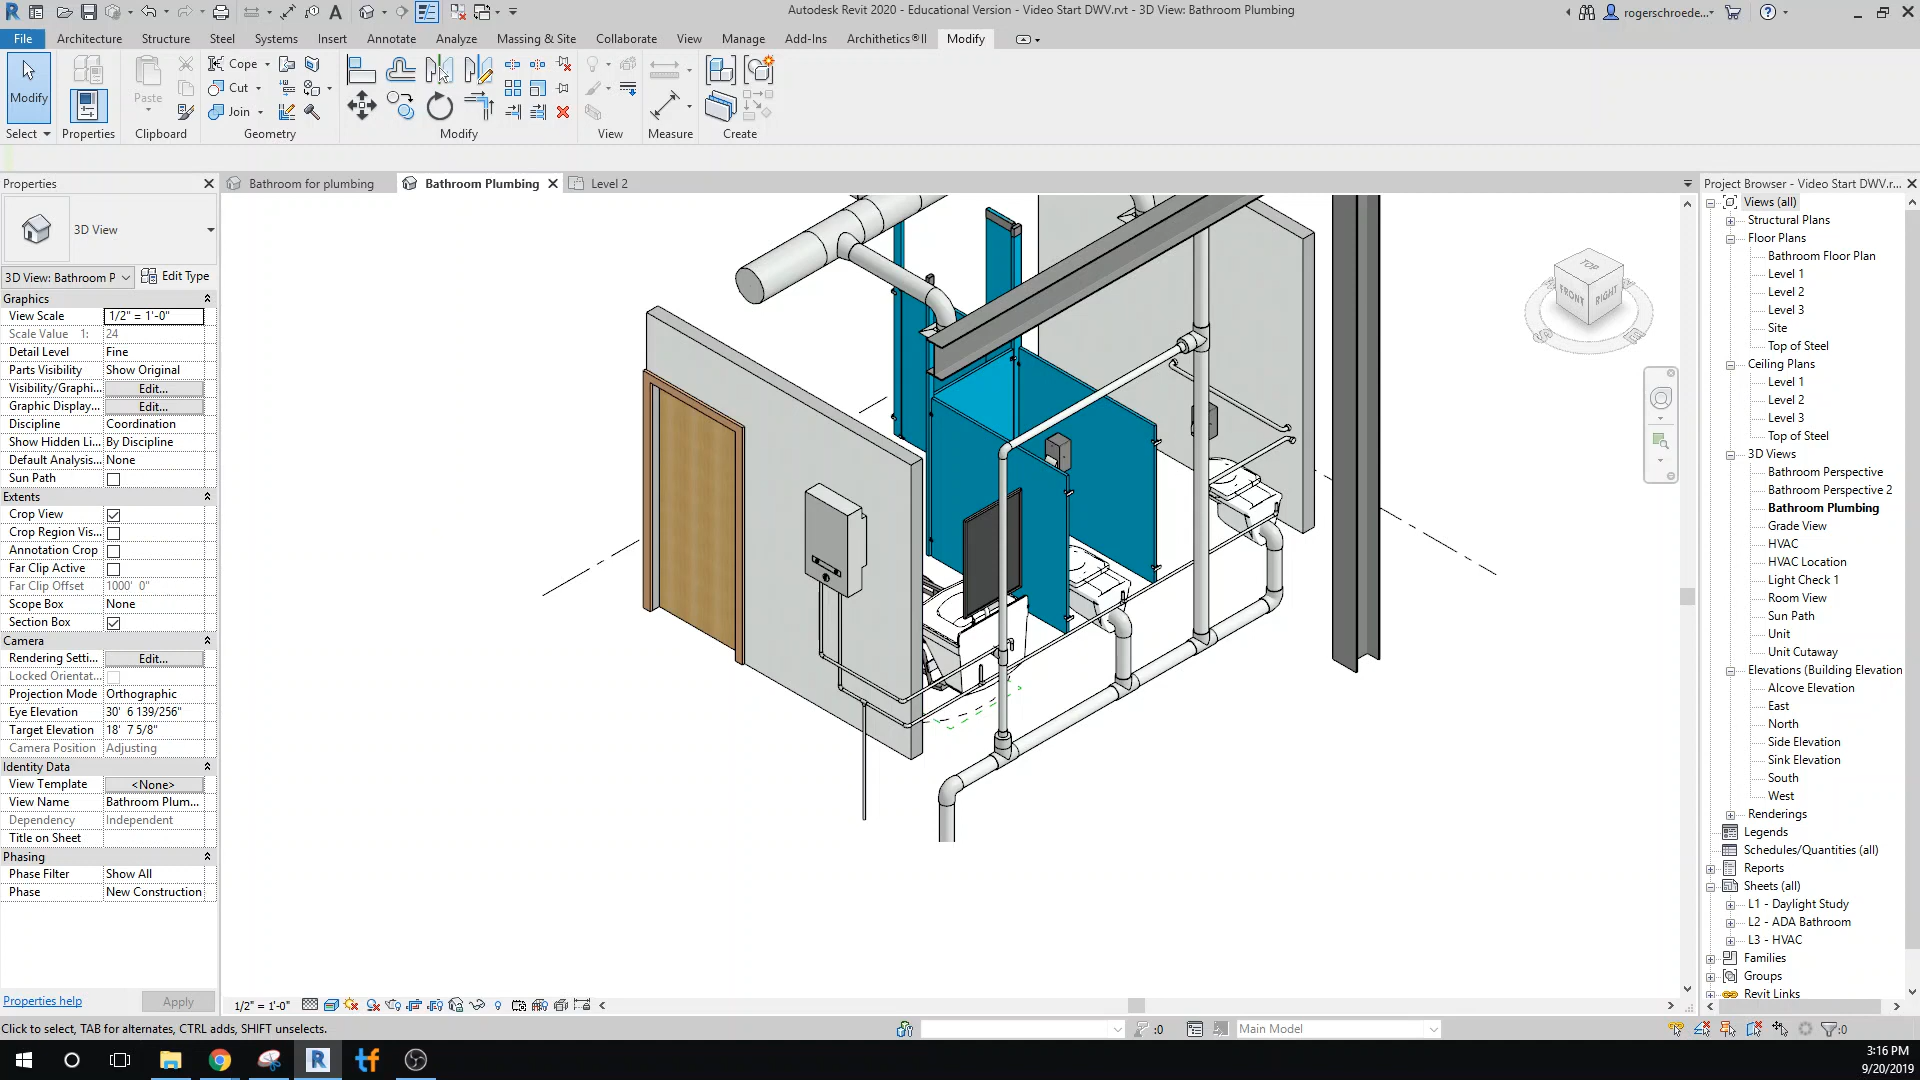 Autodesk Revit 2020 - Educational Version - Video Start DWV.rvt - 3D View: Bathroom Plumbing
rogerschroede...
File Architecture Structure Steel Systems Insert Annotate Analyze Massing & Site Collaborate View Manage Add-Ins Archithetics®II Modify
Modify
Paste
Cope
Cut
Join
Select Properties Clipboard Geometry Modify View Measure Create
Properties
Bathroom for plumbing
Bathroom Plumbing
Level 2
Project Browser - Video Start DWV.r...
3D View
3D View: Bathroom P
Edit Type
Graphics
View Scale 1/2" = 1'-0"
Scale Value 1: 24
Detail Level Fine
Parts Visibility Show Original
Visibility/Graphi... Edit...
Graphic Display... Edit...
Discipline Coordination
Show Hidden Li... By Discipline
Default Analysis... None
Sun Path
Extents
Crop View
Crop Region Vis...
Annotation Crop
Far Clip Active
Far Clip Offset 1000' 0"
Scope Box None
Section Box
Camera
Rendering Setti... Edit...
Locked Orientat...
Projection Mode Orthographic
Eye Elevation 30' 6 139/256"
Target Elevation 18' 7 5/8"
Camera Position Adjusting
Identity Data
View Template <None>
View Name Bathroom Plum...
Dependency Independent
Title on Sheet
Phasing
Phase Filter Show All
Phase New Construction
Properties help
Apply
TOP
FRONT
RIGHT
Views (all)
Structural Plans
Floor Plans
Bathroom Floor Plan
Level 1
Level 2
Level 3
Site
Top of Steel
Ceiling Plans
Level 1
Level 2
Level 3
Top of Steel
3D Views
Bathroom Perspective
Bathroom Perspective 2
Bathroom Plumbing
Grade View
HVAC
HVAC Location
Light Check 1
Room View
Sun Path
Unit
Unit Cutaway
Elevations (Building Elevation
Alcove Elevation
East
North
Side Elevation
Sink Elevation
South
West
Renderings
Legends
Schedules/Quantities (all)
Reports
Sheets (all)
L1 - Daylight Study
L2 - ADA Bathroom
L3 - HVAC
Families
Groups
Revit Links
1/2" = 1'-0"
Click to select, TAB for alternates, CTRL adds, SHIFT unselects.
:0
Main Model
:0
3:16 PM
9/20/2019